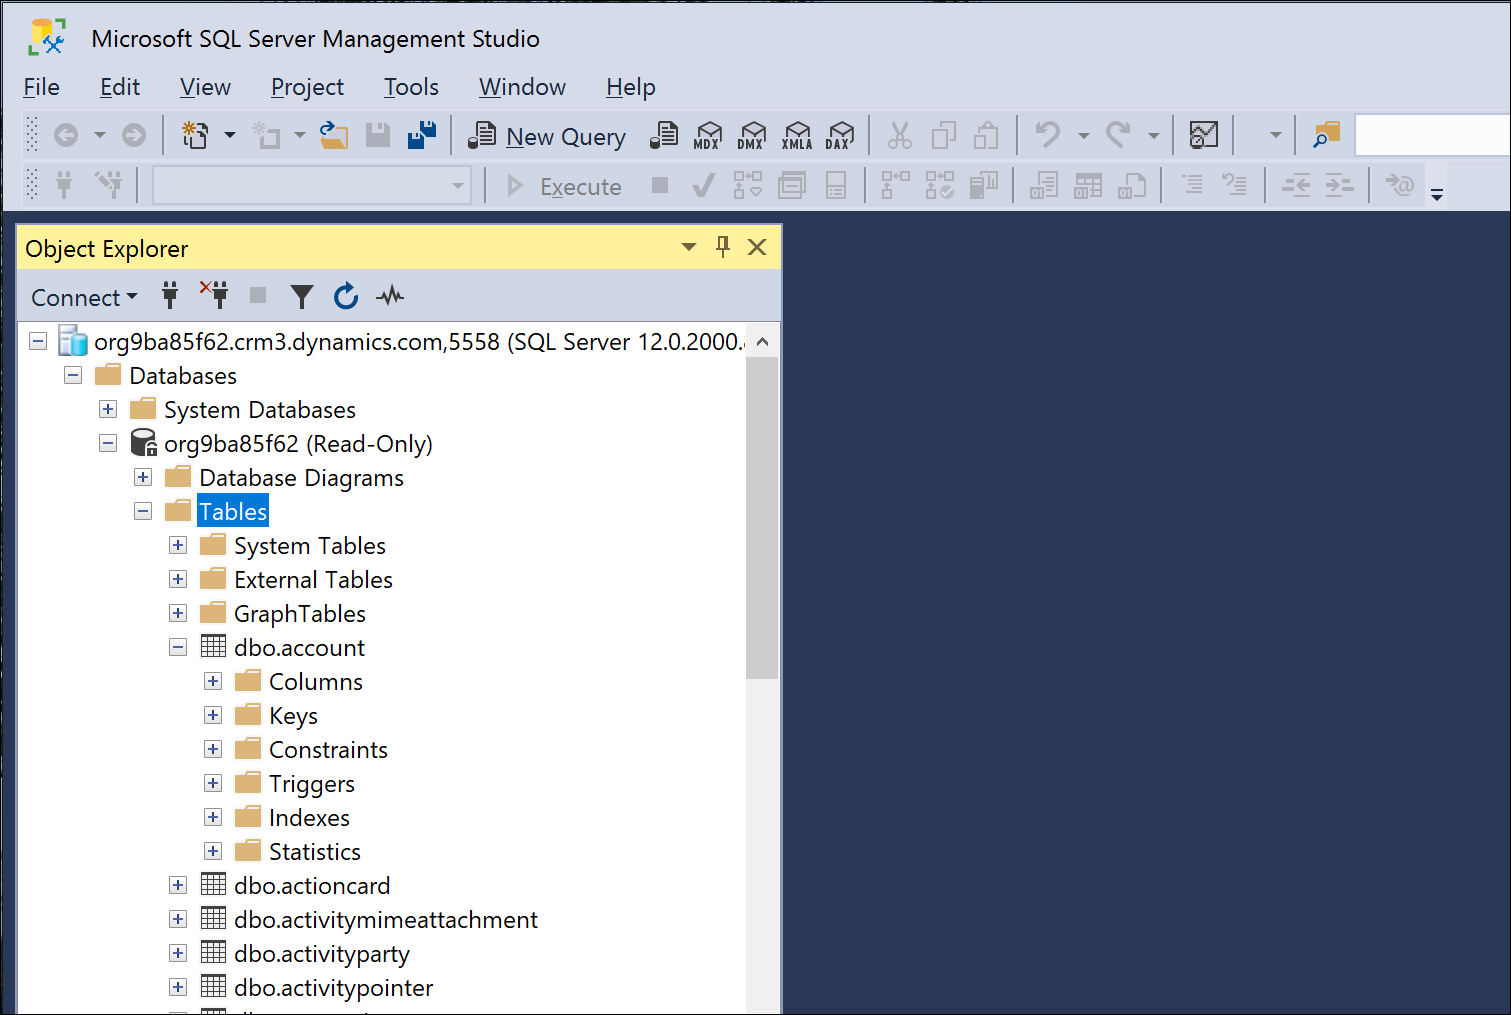 Microsoft SQL Server Management Studio
File Edit View Project Tools Window Help
New Query MDX DMX XMLA DAX
Execute
Object Explorer
Connect
org9ba85f62.crm3.dynamics.com,5558 (SQL Server 12.0.2000.
Databases
System Databases
org9ba85f62 (Read-Only)
Database Diagrams
Tables
System Tables
External Tables
GraphTables
dbo.account
Columns
Keys
Constraints
Triggers
Indexes
Statistics
dbo.actioncard
dbo.activitymimeattachment
dbo.activityparty
dbo.activitypointer